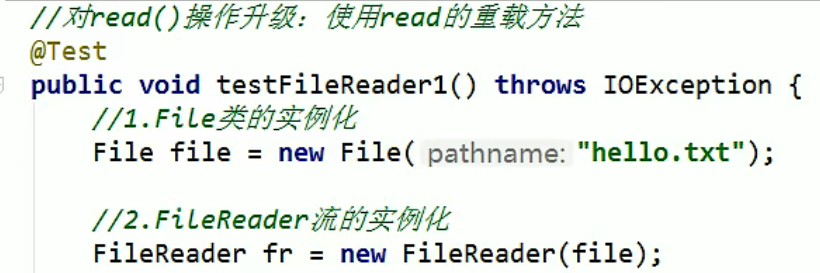 //对read()操作升级：使用read的重载方法
@Test
public void testFileReader1() throws IOException {
//1.File类的实例化
File file = new File( pathname: "hello.txt");
//2.FileReader流的实例化
FileReader fr = new FileReader(file);